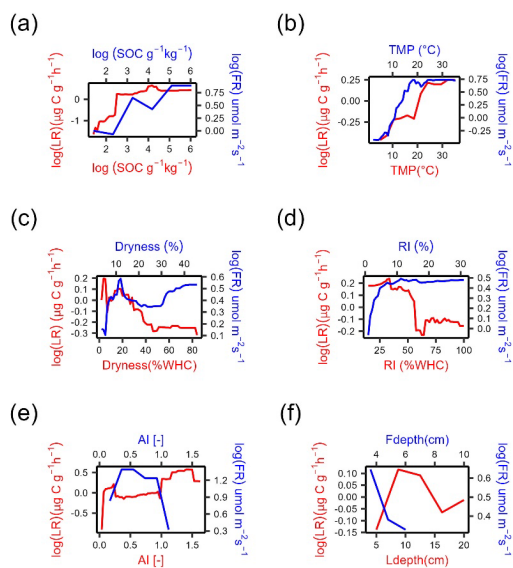 (a)
log (SOC g⁻¹kg⁻¹)
2 3 4 5 6
log(LR)(μg C g⁻¹h⁻¹)
0
-1
0.75
0.50
0.25
0.00
log(FR) umol m⁻²s⁻¹
2 3 4 5 6
log (SOC g⁻¹kg⁻¹)
(b)
TMP (°C)
10 20 30
log(LR)(μg C g⁻¹h⁻¹)
0.25
0.00
-0.25
0.75
0.50
0.25
0.00
-0.25
log(FR) umol m⁻²s⁻¹
10 20 30
TMP(°C)
(c)
Dryness (%)
10 20 30 40
log(LR) (μg C g⁻¹h⁻¹)
0.2
0.1
0.0
-0.1
-0.2
-0.3
0.6
0.5
0.4
0.3
0.2
0.1
log(FR) umol m⁻²s⁻¹
0 20 40 60 80
Dryness(%WHC)
(d)
RI (%)
0 10 20 30
log(LR) (μg C g⁻¹h⁻¹)
0.2
0.1
0.0
-0.1
-0.2
0.5
0.4
0.3
0.2
0.1
0.0
log(FR) umol m⁻²s⁻¹
25 50 75 100
RI (%WHC)
(e)
AI [-]
0.0 0.5 1.0 1.5
log(LR)(μg C g⁻¹h⁻¹)
0.5
0.0
-0.5
1.2
0.9
0.6
0.3
log(FR) umol m⁻²s⁻¹
0.0 0.5 1.0 1.5
AI [-]
(f)
Fdepth(cm)
4 6 8 10
log(LR)(μg C g⁻¹h⁻¹)
0.10
0.05
0.00
-0.05
-0.10
-0.15
0.6
0.5
0.4
log(FR) umol m⁻²s⁻¹
5 10 15 20
Ldepth(cm)